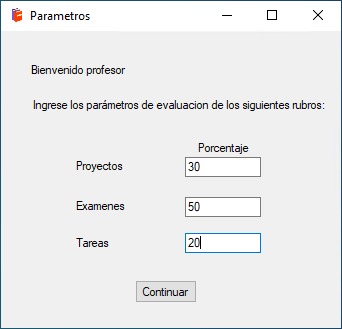 Parametros
Bienvenido profesor
Ingrese los parámetros de evaluacion de los siguientes rubros:
Porcentaje
Proyectos 30
Examenes 50
Tareas 20
Continuar